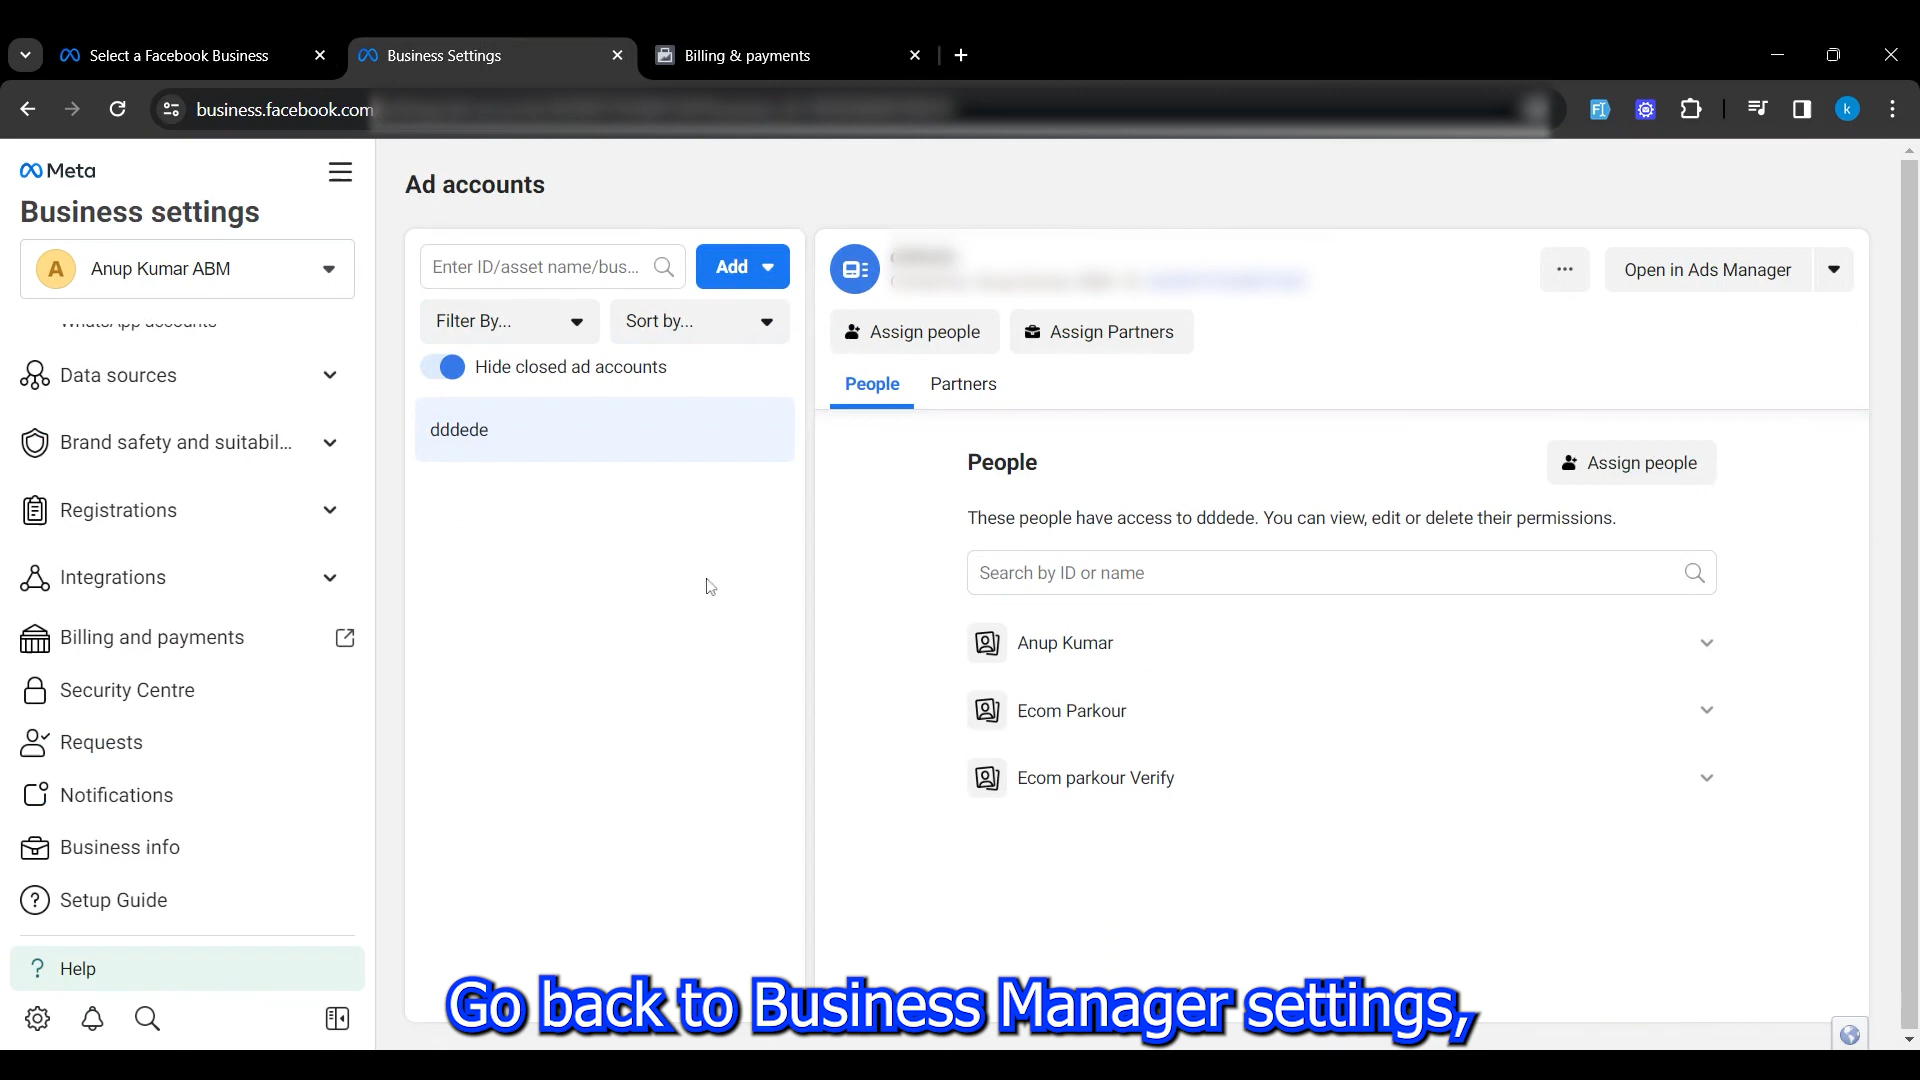 Select a Facebook Business
Business Settings
Billing & payments
business.facebook.com
k
Meta
Business settings
A
Anup Kumar ABM
WhatsApp accounts
Data sources
Brand safety and suitabil...
Registrations
Integrations
Billing and payments
Security Centre
Requests
Notifications
Business info
Setup Guide
Help
Ad accounts
Enter ID/asset name/bus...
Add
Filter By...
Sort by...
Hide closed ad accounts
dddede
Open in Ads Manager
Assign people
Assign Partners
People
Partners
People
Assign people
These people have access to dddede. You can view, edit or delete their permissions.
Search by ID or name
Anup Kumar
Ecom Parkour
Ecom parkour Verify
Go back to Business Manager settings,